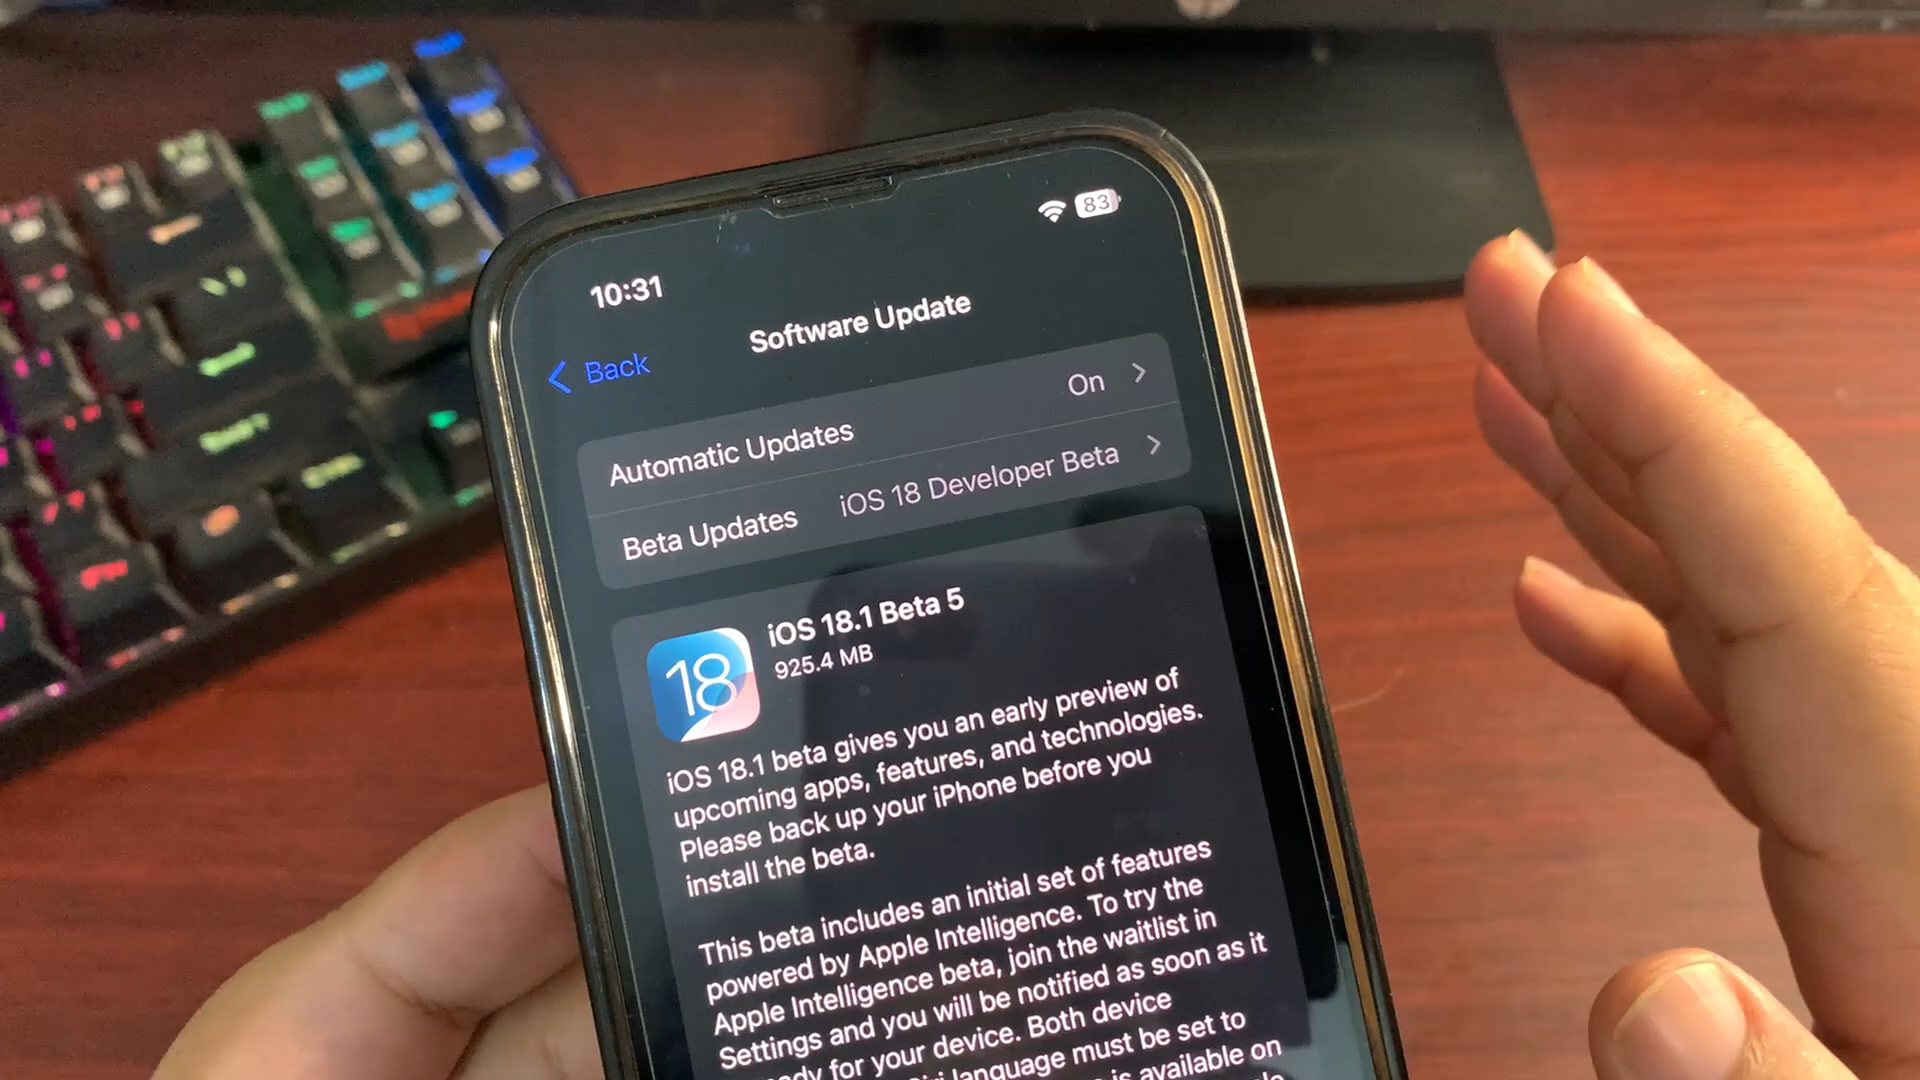 83
10:31
Software Update
Back
Automatic Updates On
Beta Updates iOS 18 Developer Beta
18
iOS 18.1 Beta 5
925.4 MB
iOS 18.1 beta gives you an early preview of
upcoming apps, features, and technologies.
Please back up your iPhone before you
install the beta.
This beta includes an initial set of features
powered by Apple Intelligence. To try the
Apple Intelligence beta, join the waitlist in
Settings and you will be notified as soon as it
for your device. Both device
language must be set to
is available on